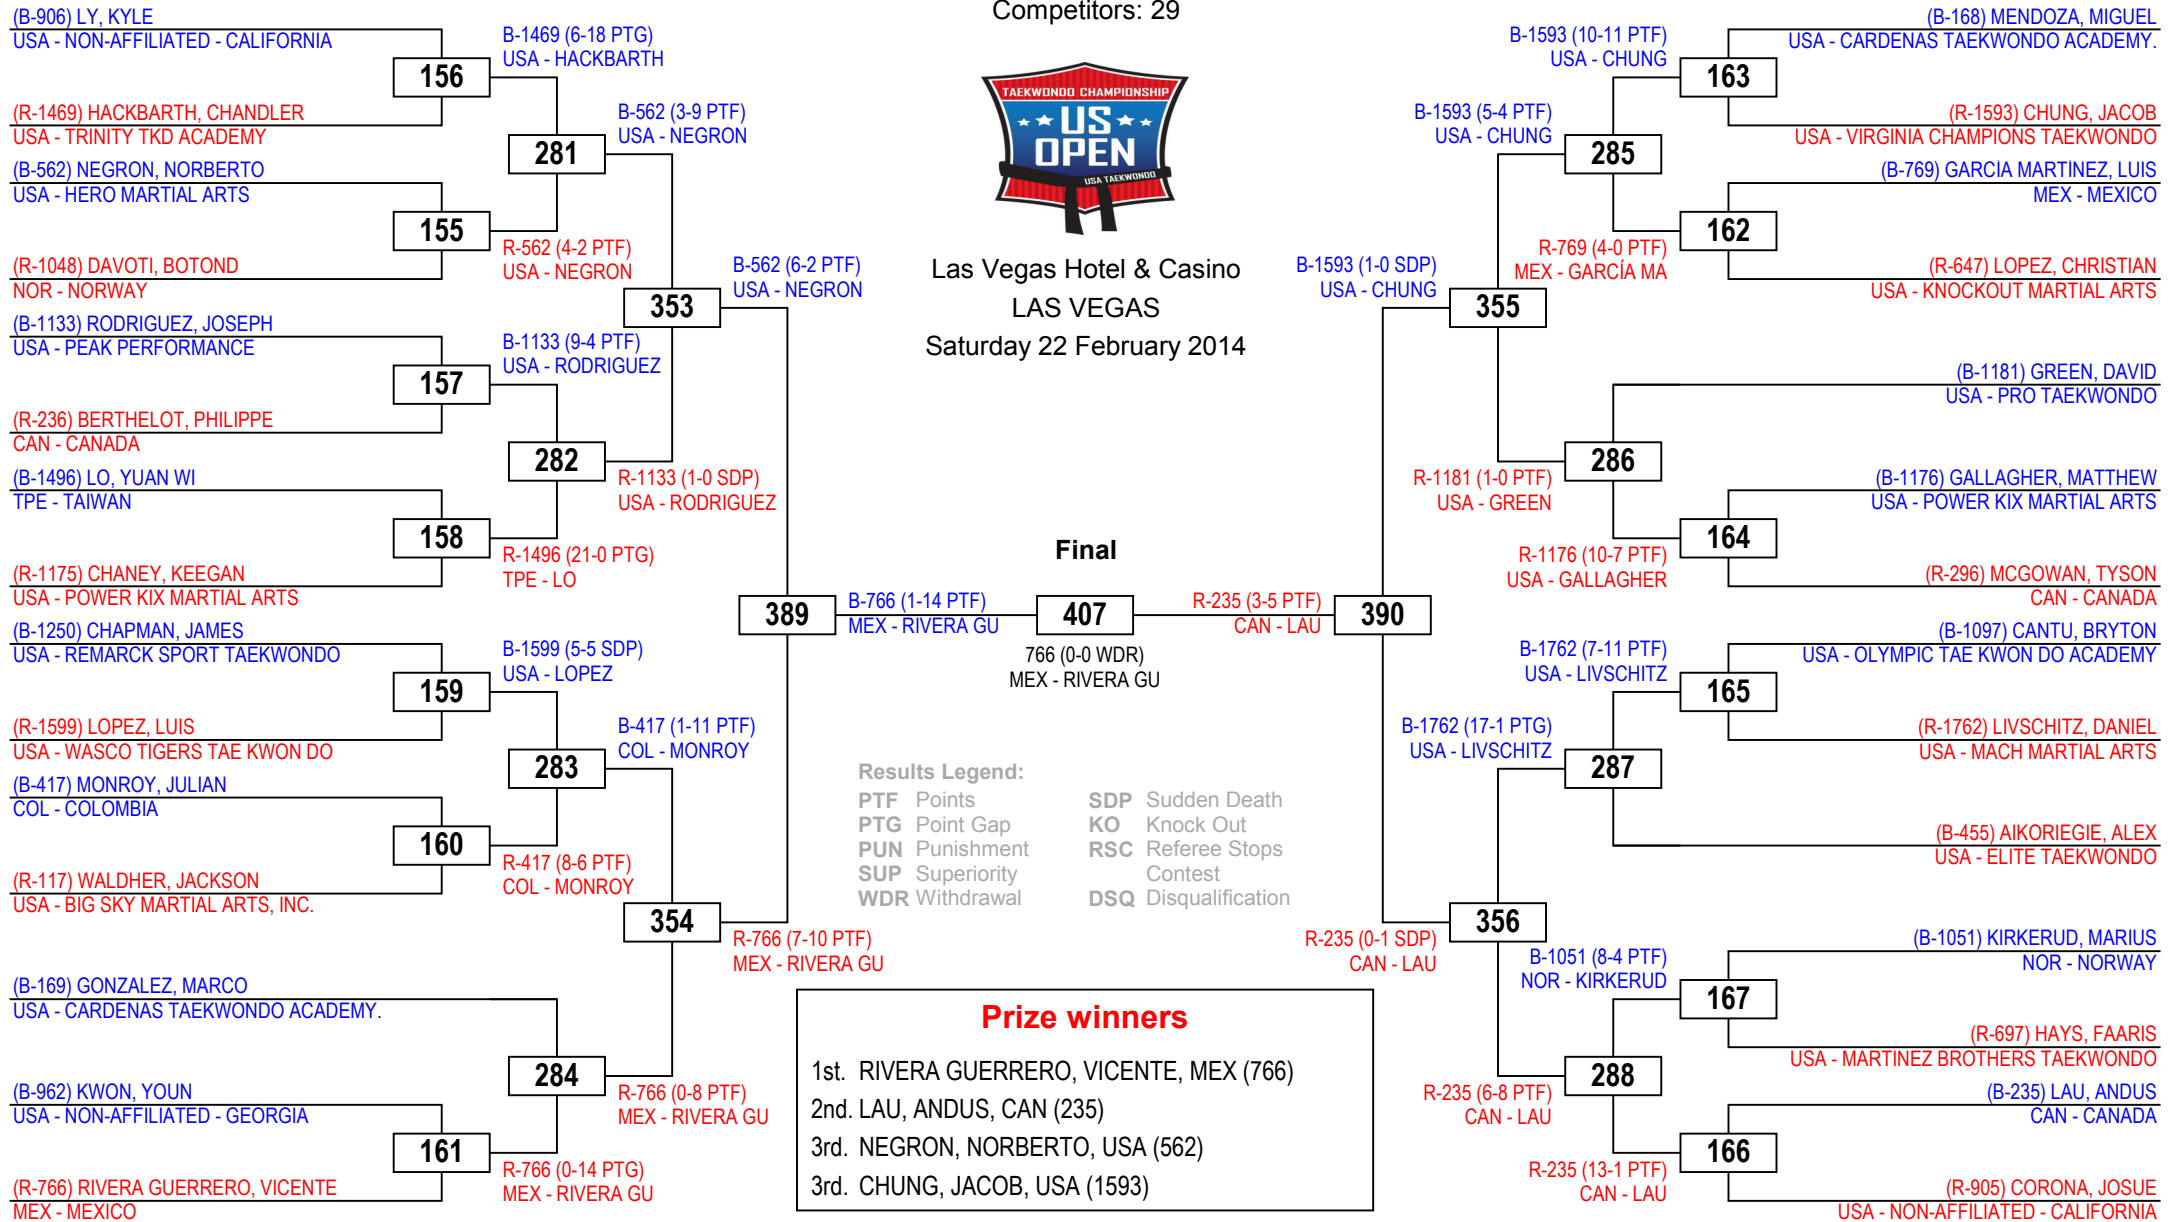 Competitors: 29
TAEKWONDO CHAMPIONSHIP
US
OPEN
USA TAEKWONDO
Las Vegas Hotel & Casino
LAS VEGAS
Saturday 22 February 2014
(B-906) LY, KYLE
USA - NON-AFFILIATED - CALIFORNIA
156
(R-1469) HACKBARTH, CHANDLER
USA - TRINITY TKD ACADEMY
(B-562) NEGRON, NORBERTO
USA - HERO MARTIAL ARTS
155
(R-1048) DAVOTI, BOTOND
NOR - NORWAY
(B-1133) RODRIGUEZ, JOSEPH
USA - PEAK PERFORMANCE
157
(R-236) BERTHELOT, PHILIPPE
CAN - CANADA
(B-1496) LO, YUAN WI
TPE - TAIWAN
158
(R-1175) CHANEY, KEEGAN
USA - POWER KIX MARTIAL ARTS
(B-1250) CHAPMAN, JAMES
USA - REMARCK SPORT TAEKWONDO
159
(R-1599) LOPEZ, LUIS
USA - WASCO TIGERS TAE KWON DO
(B-417) MONROY, JULIAN
COL - COLOMBIA
160
(R-117) WALDHER, JACKSON
USA - BIG SKY MARTIAL ARTS, INC.
(B-169) GONZALEZ, MARCO
USA - CARDENAS TAEKWONDO ACADEMY.
(B-962) KWON, YOUN
USA - NON-AFFILIATED - GEORGIA
161
(R-766) RIVERA GUERRERO, VICENTE
MEX - MEXICO
B-1469 (6-18 PTG)
USA - HACKBARTH
281
R-562 (4-2 PTF)
USA - NEGRON
B-1133 (9-4 PTF)
USA - RODRIGUEZ
282
R-1496 (21-0 PTG)
TPE - LO
B-1599 (5-5 SDP)
USA - LOPEZ
283
R-417 (8-6 PTF)
COL - MONROY
284
R-766 (0-14 PTG)
MEX - RIVERA GU
B-562 (3-9 PTF)
USA - NEGRON
353
R-1133 (1-0 SDP)
USA - RODRIGUEZ
B-417 (1-11 PTF)
COL - MONROY
354
R-766 (0-8 PTF)
MEX - RIVERA GU
B-562 (6-2 PTF)
USA - NEGRON
389
R-766 (7-10 PTF)
MEX - RIVERA GU
Final
B-766 (1-14 PTF)
MEX - RIVERA GU
407
R-235 (3-5 PTF)
CAN - LAU
766 (0-0 WDR)
MEX - RIVERA GU
B-1593 (1-0 SDP)
USA - CHUNG
390
R-235 (0-1 SDP)
CAN - LAU
B-1593 (5-4 PTF)
USA - CHUNG
355
R-1181 (1-0 PTF)
USA - GREEN
B-1762 (17-1 PTG)
USA - LIVSCHITZ
356
R-235 (6-8 PTF)
CAN - LAU
B-1593 (10-11 PTF)
USA - CHUNG
285
R-769 (4-0 PTF)
MEX - GARCÍA MA
286
R-1176 (10-7 PTF)
USA - GALLAGHER
B-1762 (7-11 PTF)
USA - LIVSCHITZ
287
B-1051 (8-4 PTF)
NOR - KIRKERUD
288
R-235 (13-1 PTF)
CAN - LAU
(B-168) MENDOZA, MIGUEL
USA - CARDENAS TAEKWONDO ACADEMY.
163
(R-1593) CHUNG, JACOB
USA - VIRGINIA CHAMPIONS TAEKWONDO
(B-769) GARCÍA MARTÍNEZ, LUIS
MEX - MEXICO
162
(R-647) LOPEZ, CHRISTIAN
USA - KNOCKOUT MARTIAL ARTS
(B-1181) GREEN, DAVID
USA - PRO TAEKWONDO
(B-1176) GALLAGHER, MATTHEW
USA - POWER KIX MARTIAL ARTS
164
(R-296) MCGOWAN, TYSON
CAN - CANADA
(B-1097) CANTU, BRYTON
USA - OLYMPIC TAE KWON DO ACADEMY
165
(R-1762) LIVSCHITZ, DANIEL
USA - MACH MARTIAL ARTS
(B-455) AIKORIEGIE, ALEX
USA - ELITE TAEKWONDO
(B-1051) KIRKERUD, MARIUS
NOR - NORWAY
167
(R-697) HAYS, FAARIS
USA - MARTINEZ BROTHERS TAEKWONDO
(B-235) LAU, ANDUS
CAN - CANADA
166
(R-905) CORONA, JOSUE
USA - NON-AFFILIATED - CALIFORNIA
Results Legend:
PTF Points SDP Sudden Death
PTG Point Gap KO Knock Out
PUN Punishment RSC Referee Stops
SUP Superiority Contest
WDR Withdrawal DSQ Disqualification
Prize winners
1st. RIVERA GUERRERO, VICENTE, MEX (766)
2nd. LAU, ANDUS, CAN (235)
3rd. NEGRON, NORBERTO, USA (562)
3rd. CHUNG, JACOB, USA (1593)